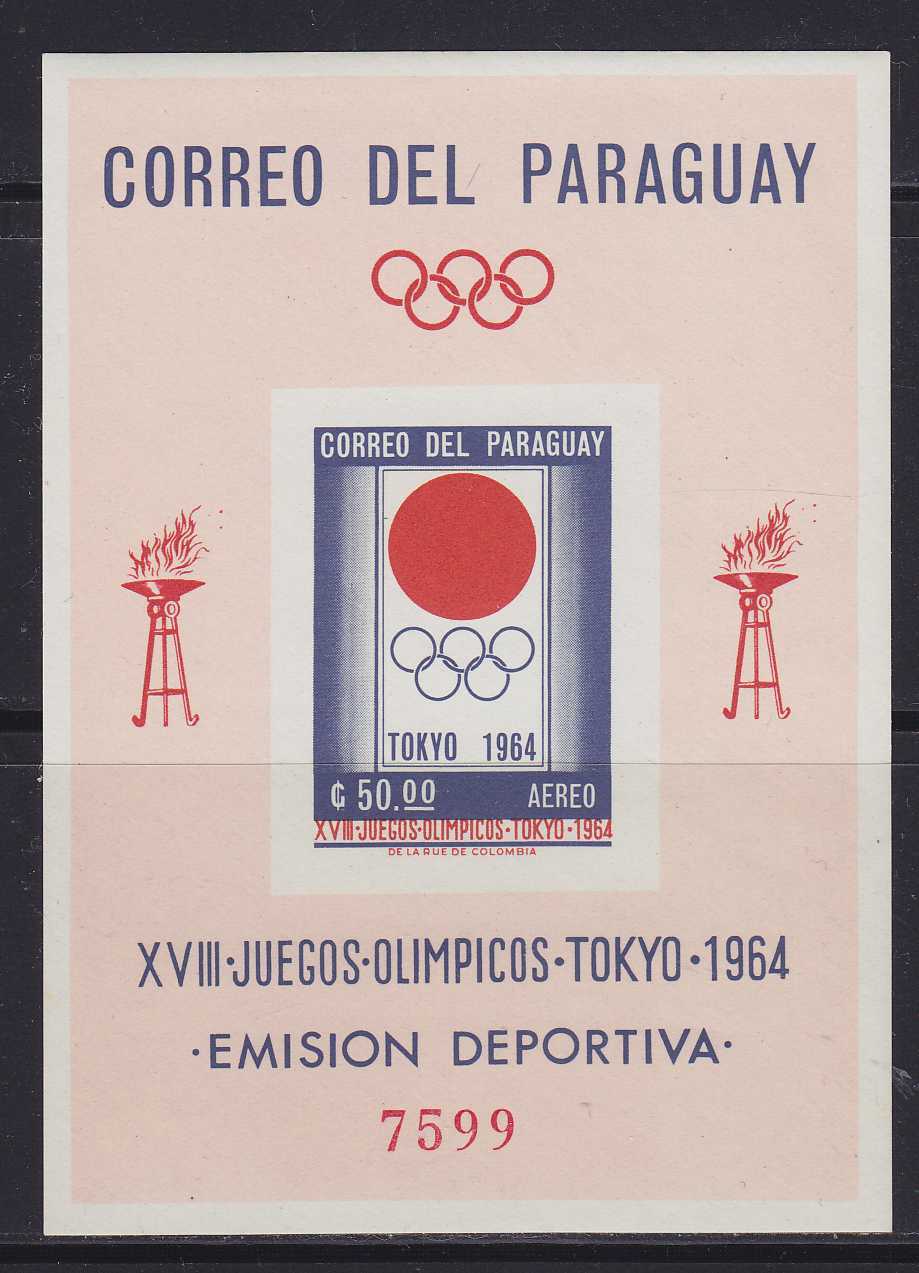 CORREO DEL PARAGUAY
CORREO DEL PARAGUAY
TOKYO 1964
₲ 50.00 AEREO
XVIII·JUEGOS·OLIMPICOS·TOKYO·1964
DE LA RUE DE COLOMBIA
XVIII·JUEGOS·OLIMPICOS·TOKYO·1964
·EMISION DEPORTIVA·
7599